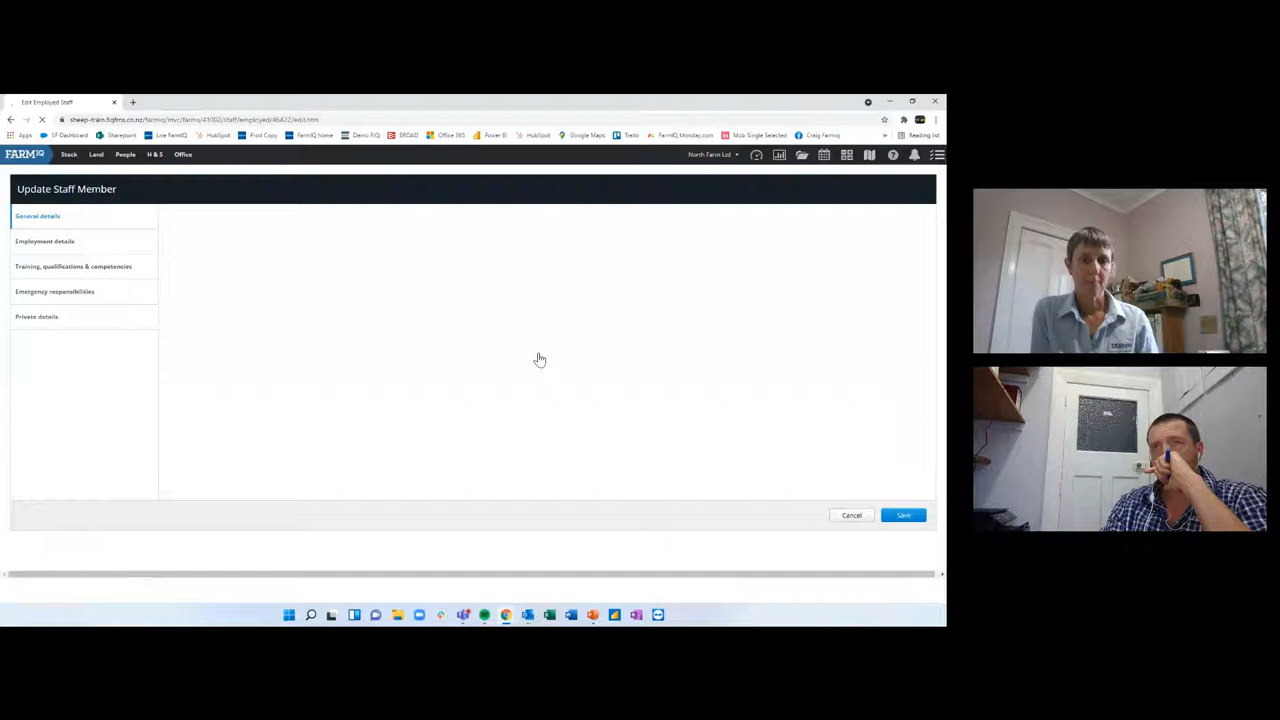 Edit Employed Staff
sheep-train.fiqfms.co.nz/farmiq/mvc/farms/41002/staff/employed/46422/edit.htm
Apps SF Dashboard Sharepoint Live FarmIQ HubSpot Prod Copy FarmIQ home Demo FIQ EROAD Office 365 Power BI HubSpot Google Maps Trello FarmIQ Monday.com Mob Single Selected Craig Farmiq » Reading list
FARMIQ Stock Land People H & S Office North Farm Ltd
Update Staff Member
General details
Employment details
Training, qualifications & competencies
Emergency responsibilities
Private details
Cancel Save
FARMIQ